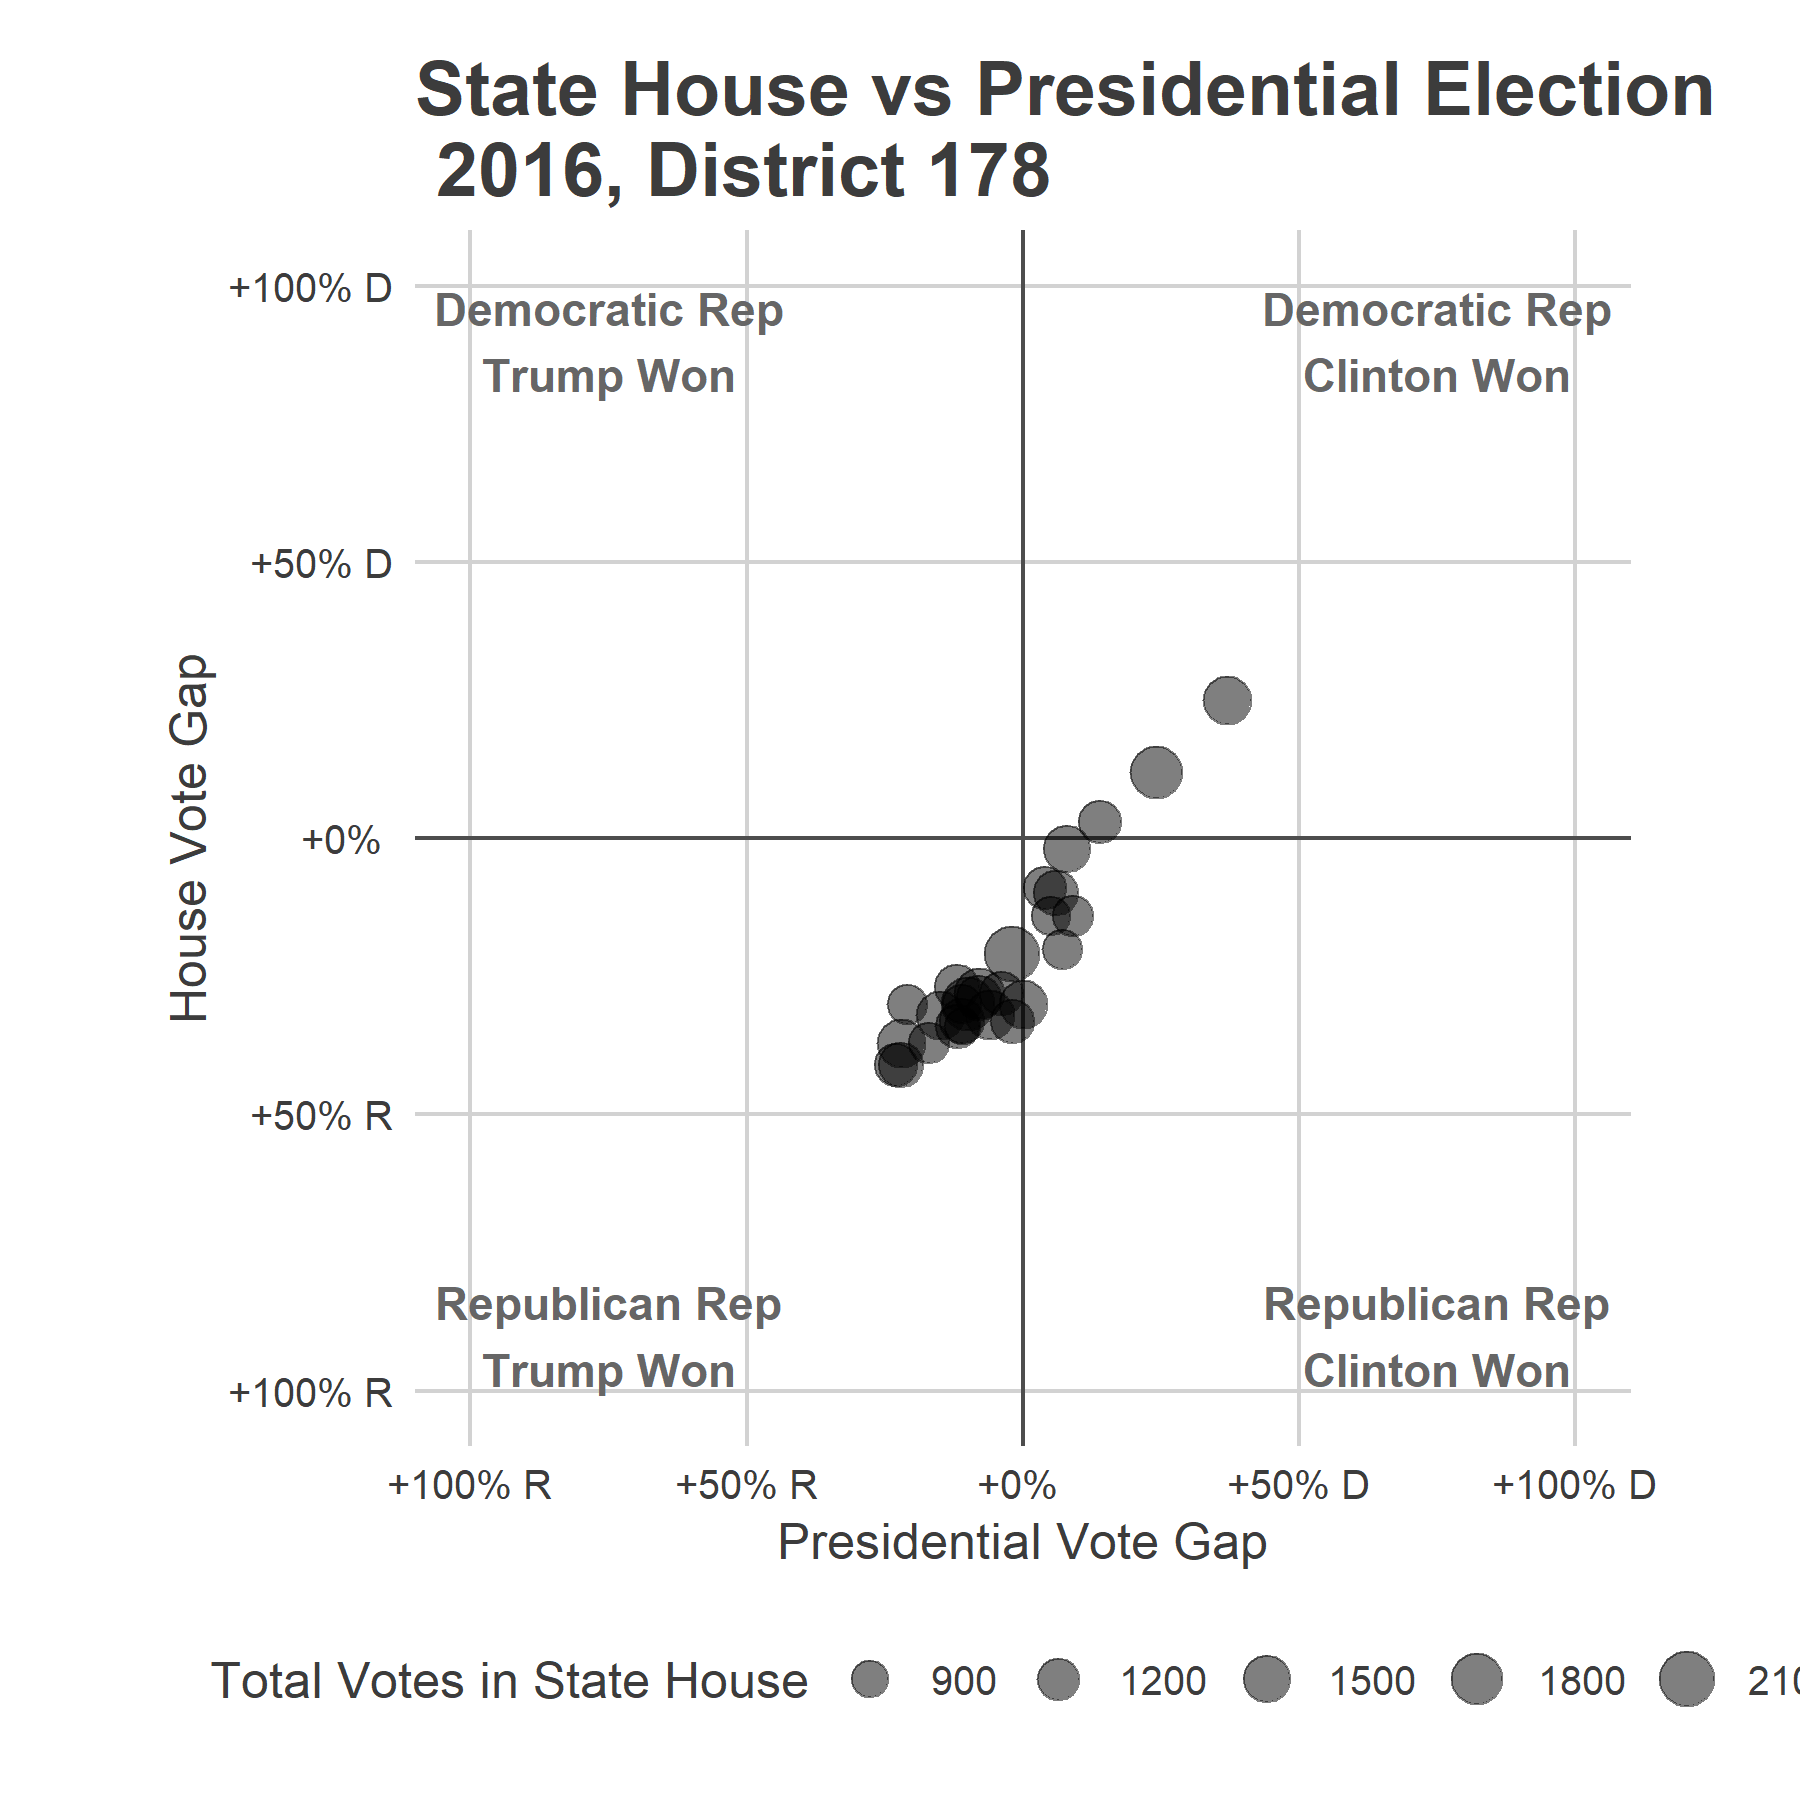 State House vs Presidential Election
2016, District 178
+100% D
Democratic Rep
Trump Won
Democratic Rep
Clinton Won
+50% D
+0%
+50% R
+100% R
House Vote Gap
Republican Rep
Trump Won
Republican Rep
Clinton Won
+100% R
+50% R
+0%
+50% D
+100% D
Presidential Vote Gap
Total Votes in State House
900
1200
1500
1800